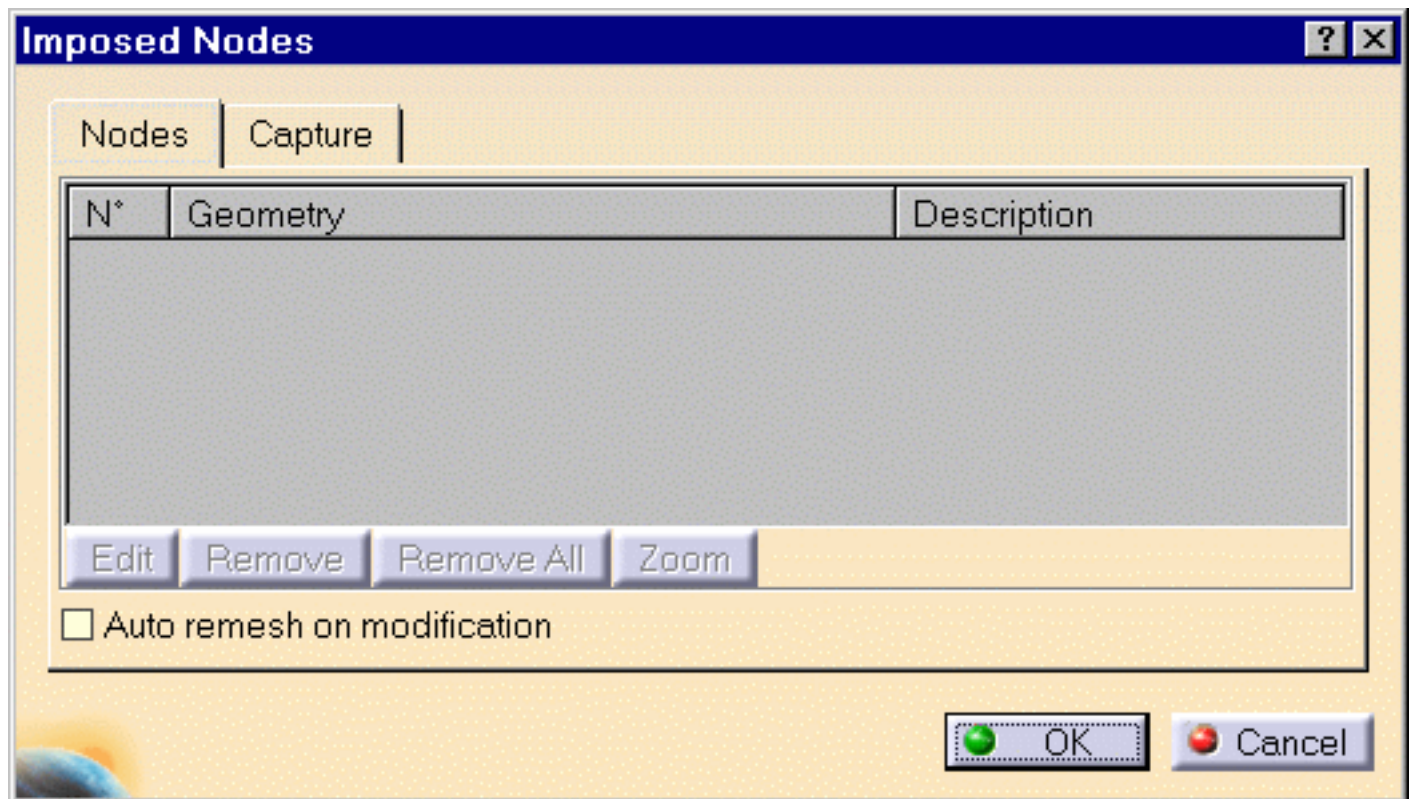 Imposed Nodes
Nodes Capture
N° Geometry Description
Edit Remove Remove All Zoom
Auto remesh on modification
OK Cancel